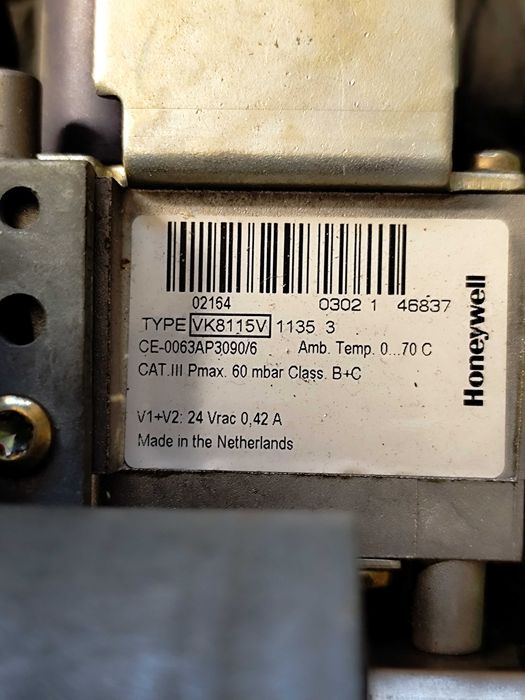 02164 0302 1 46837
TYPE VK8115V 1135 3
CE-0063AP3090/6 Amb. Temp. 0...70 C
CAT.III Pmax. 60 mbar Class. B+C
V1+V2: 24 Vrac 0,42 A
Made in the Netherlands
Honeywell